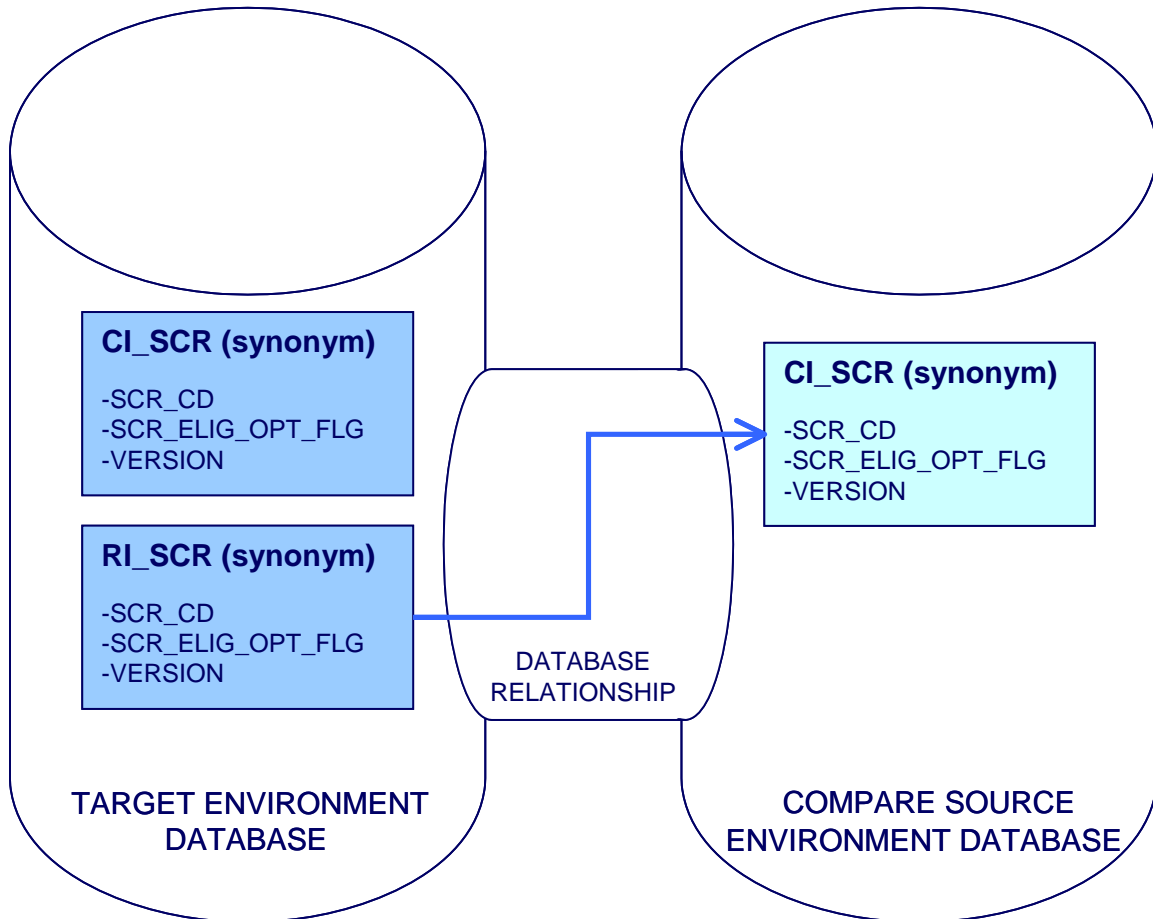 CI_SCR (synonym)
-SCR_CD
-SCR_ELIG_OPT_FLG
-VERSION
RI_SCR (synonym)
-SCR_CD
-SCR_ELIG_OPT_FLG
-VERSION
TARGET ENVIRONMENT
DATABASE
DATABASE
RELATIONSHIP
CI_SCR (synonym)
-SCR_CD
-SCR_ELIG_OPT_FLG
-VERSION
COMPARE SOURCE
ENVIRONMENT DATABASE